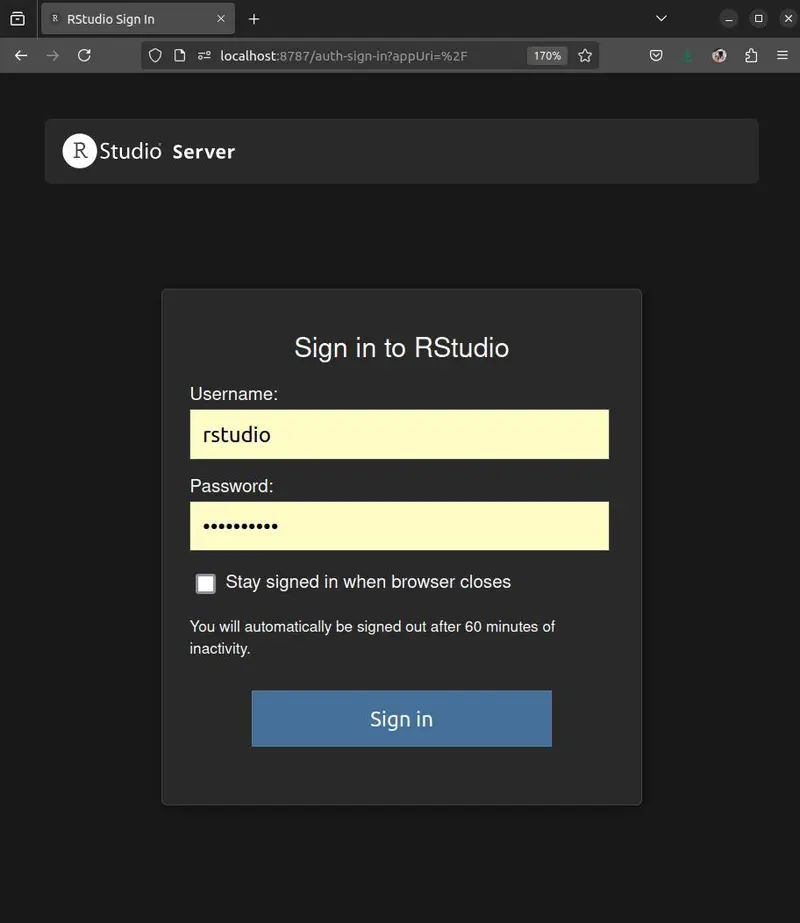 RStudio Sign In
localhost:8787/auth-sign-in?appUri=%2F
170%
R Studio Server
Sign in to RStudio
Username:
rstudio
Password:
••••••••••
Stay signed in when browser closes
You will automatically be signed out after 60 minutes of
inactivity.
Sign in